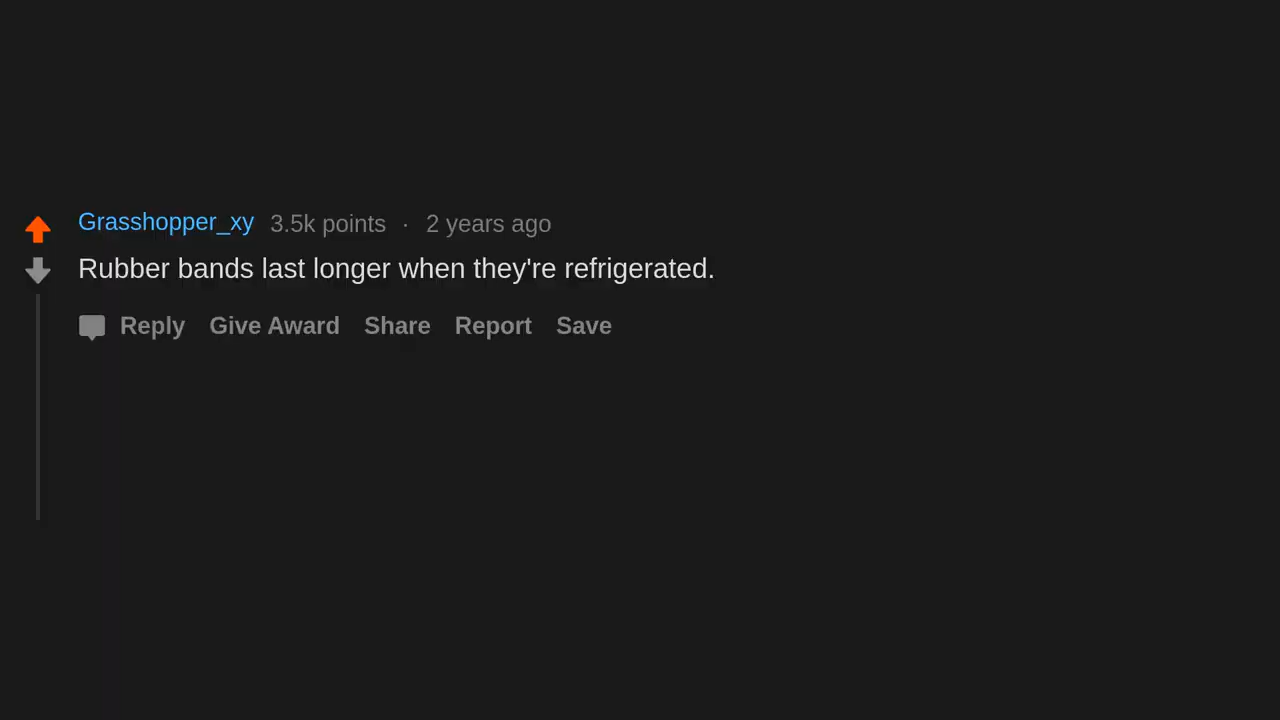 Grasshopper_xy 3.5k points · 2 years ago
Rubber bands last longer when they're refrigerated.
Reply Give Award Share Report Save